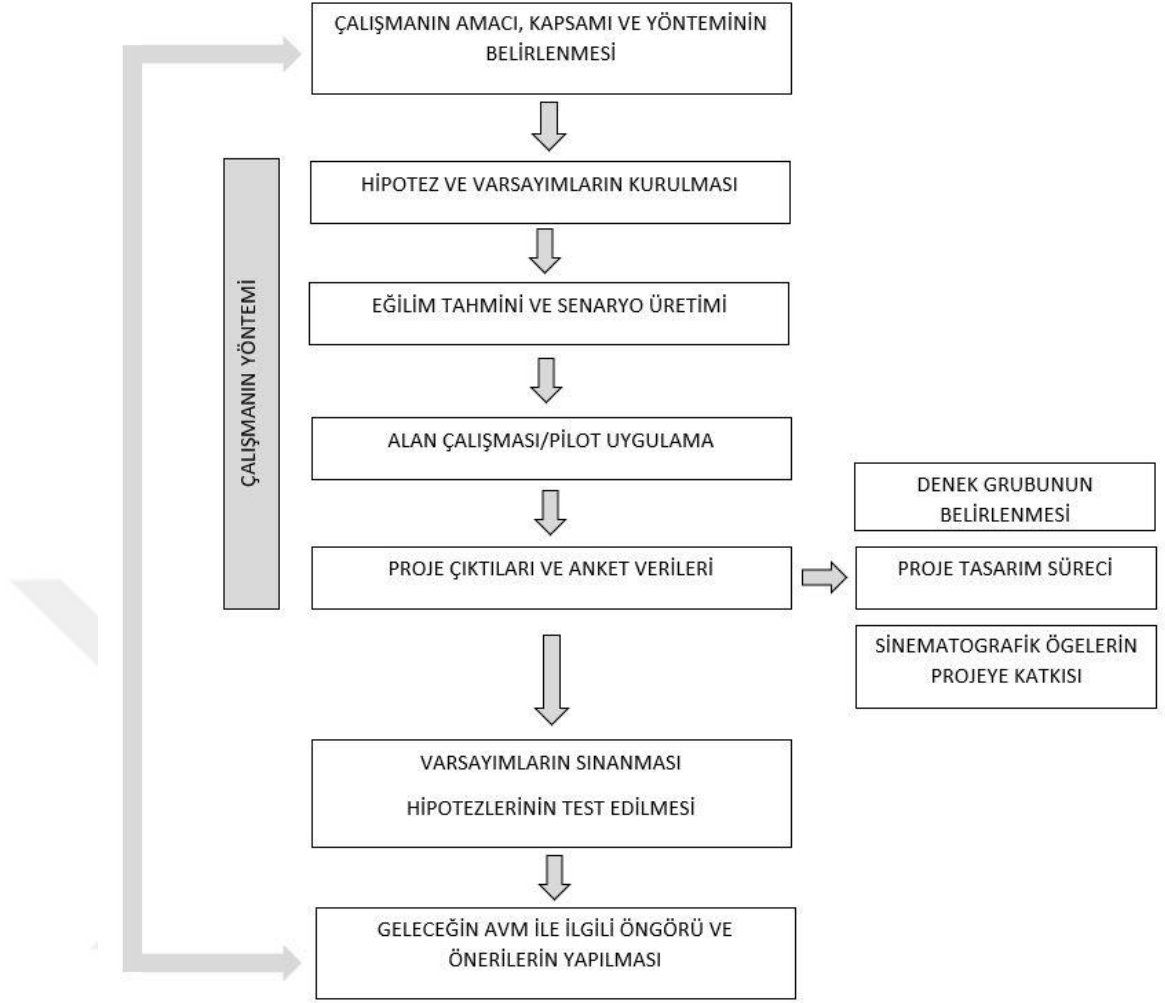 ÇALIŞMANIN AMACI, KAPSAMI VE YÖNTEMİNİN
BELİRLENMESİ
HİPOTEZ VE VARSAYIMLARIN KURULMASI
ÇALIŞMANIN YÖNTEMİ
EĞİLİM TAHMİNİ VE SENARYO ÜRETİMİ
ALAN ÇALIŞMASI/PİLOT UYGULAMA
PROJE ÇIKTILARI VE ANKET VERİLERİ
DENEK GRUBUNUN
BELİRLENMESİ
PROJE TASARIM SÜRECİ
SİNEMATOGRAFİK ÖGELERİN
PROJEYE KATKISI
VARSAYIMLARIN SINANMASI
HİPOTEZLERİNİN TEST EDİLMESİ
GELECEĞİN AVM İLE İLGİLİ ÖNGÖRÜ VE
ÖNERİLERİN YAPILMASI